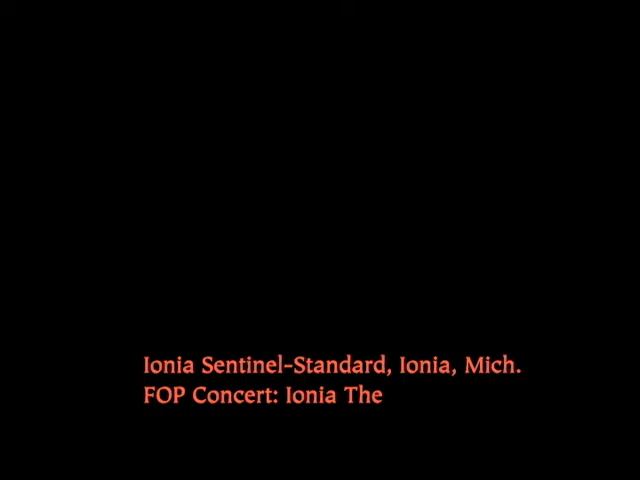 Ionia Sentinel-Standard, Ionia, Mich.
FOP Concert: Ionia The